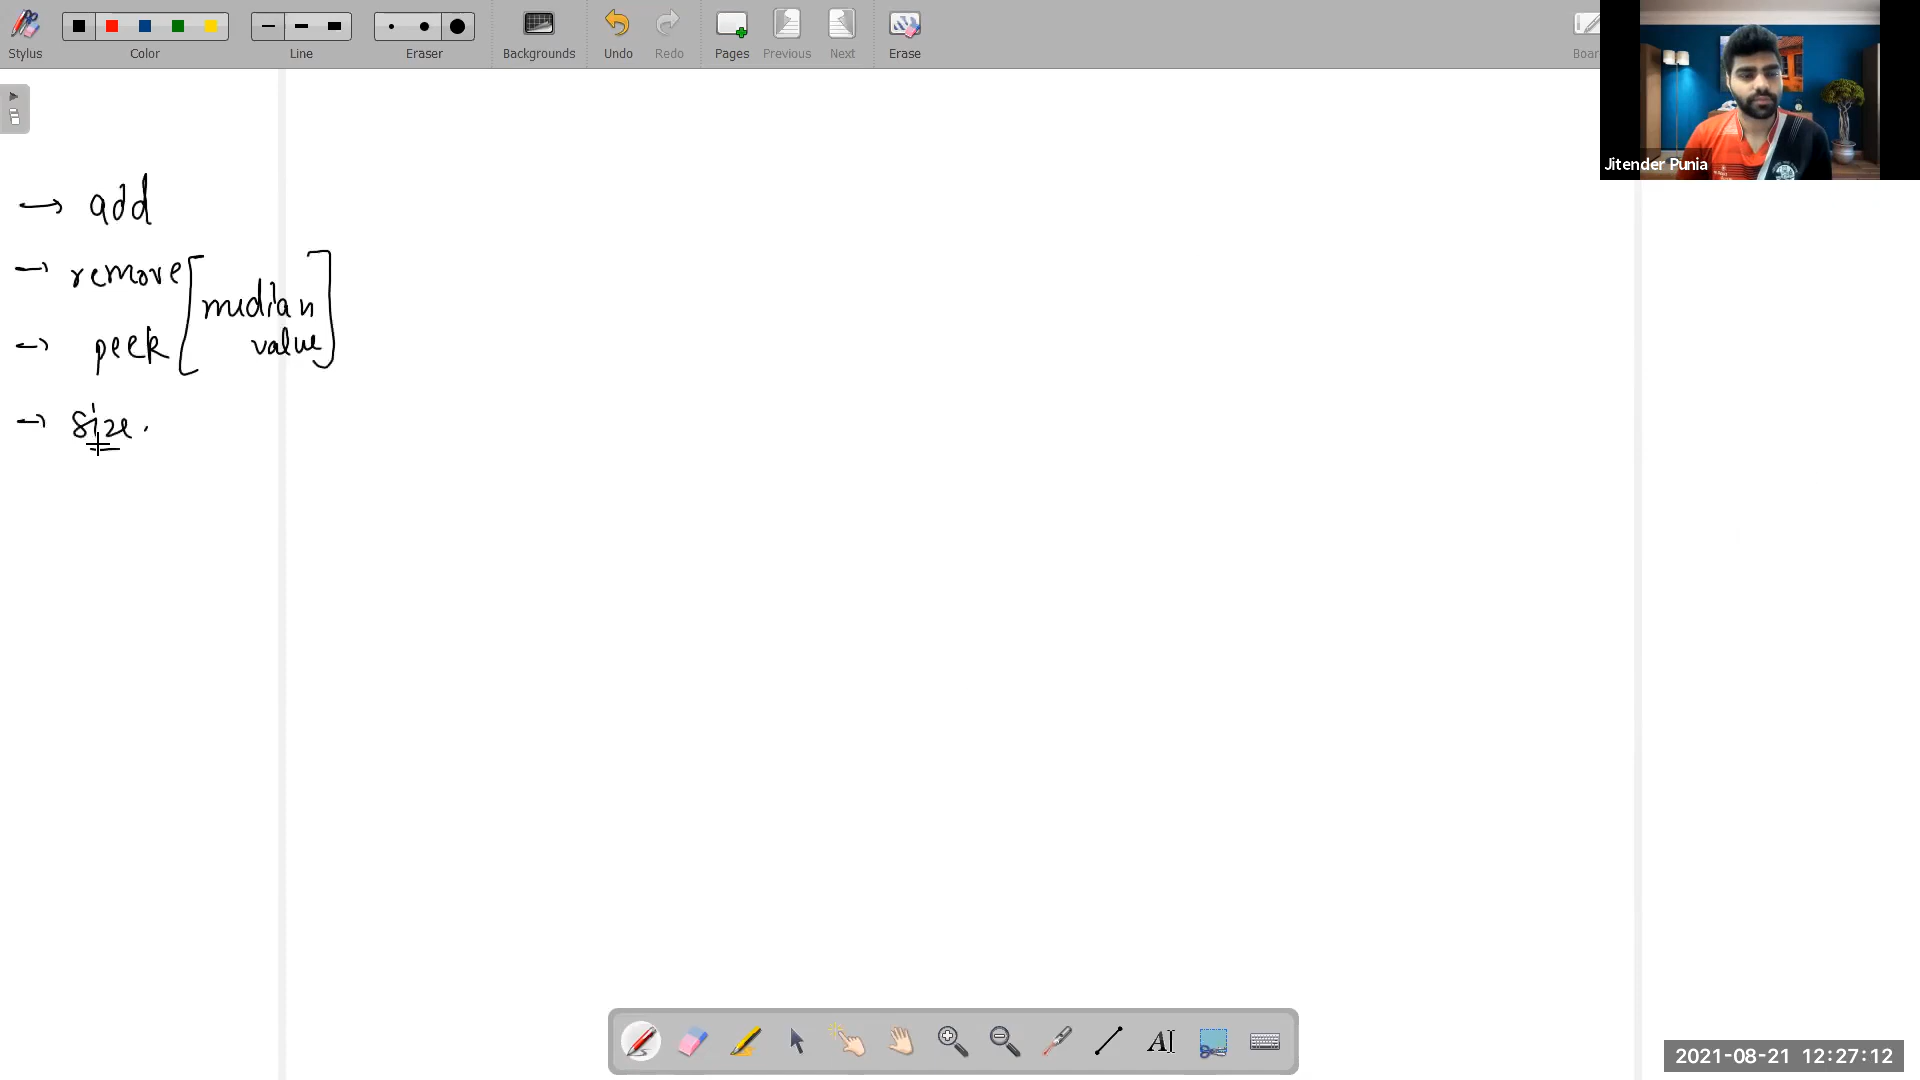 Stylus Color Line Eraser Backgrounds Undo Redo Pages Previous Next Erase Boar
Jitender Punia
→ add
→ remove
median
→ peek
value
→ size.
2021-08-21 12:27:12